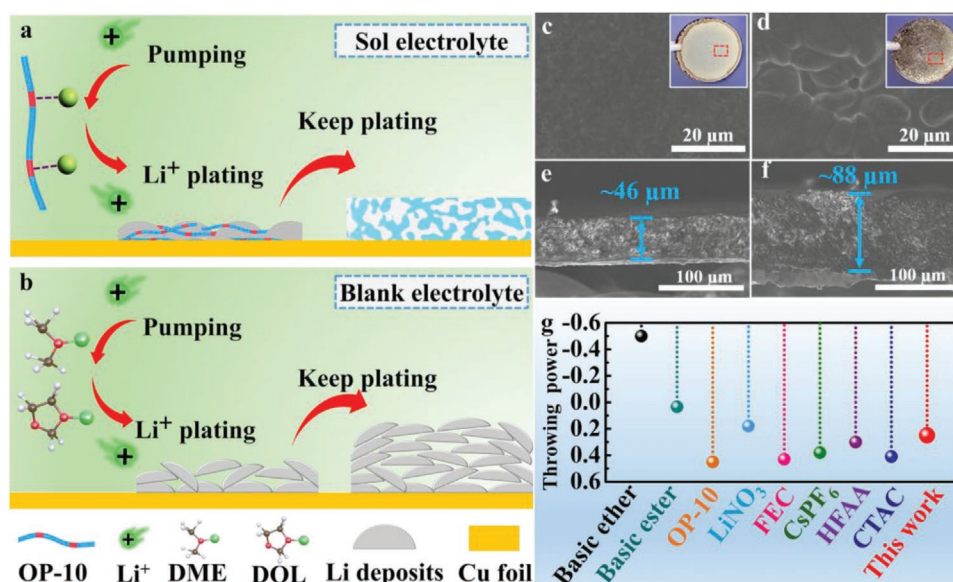 a
+
Pumping
Sol electrolyte
Keep plating
Li⁺ plating
+
b
+
Blank electrolyte
Pumping
Keep plating
Li⁺ plating
+
+
OP-10
Li⁺
DME
DOL
Li deposits
Cu foil
c
20 μm
d
20 μm
e
~46 μm
100 μm
f
~88 μm
100 μm
g
Throwing power
-0.6
-0.4
0.0
0.2
0.4
0.6
Basic ether
Basic ester
OP-10
LiNO₃
FEC
CsPF₆
HFAA
CTAC
This work